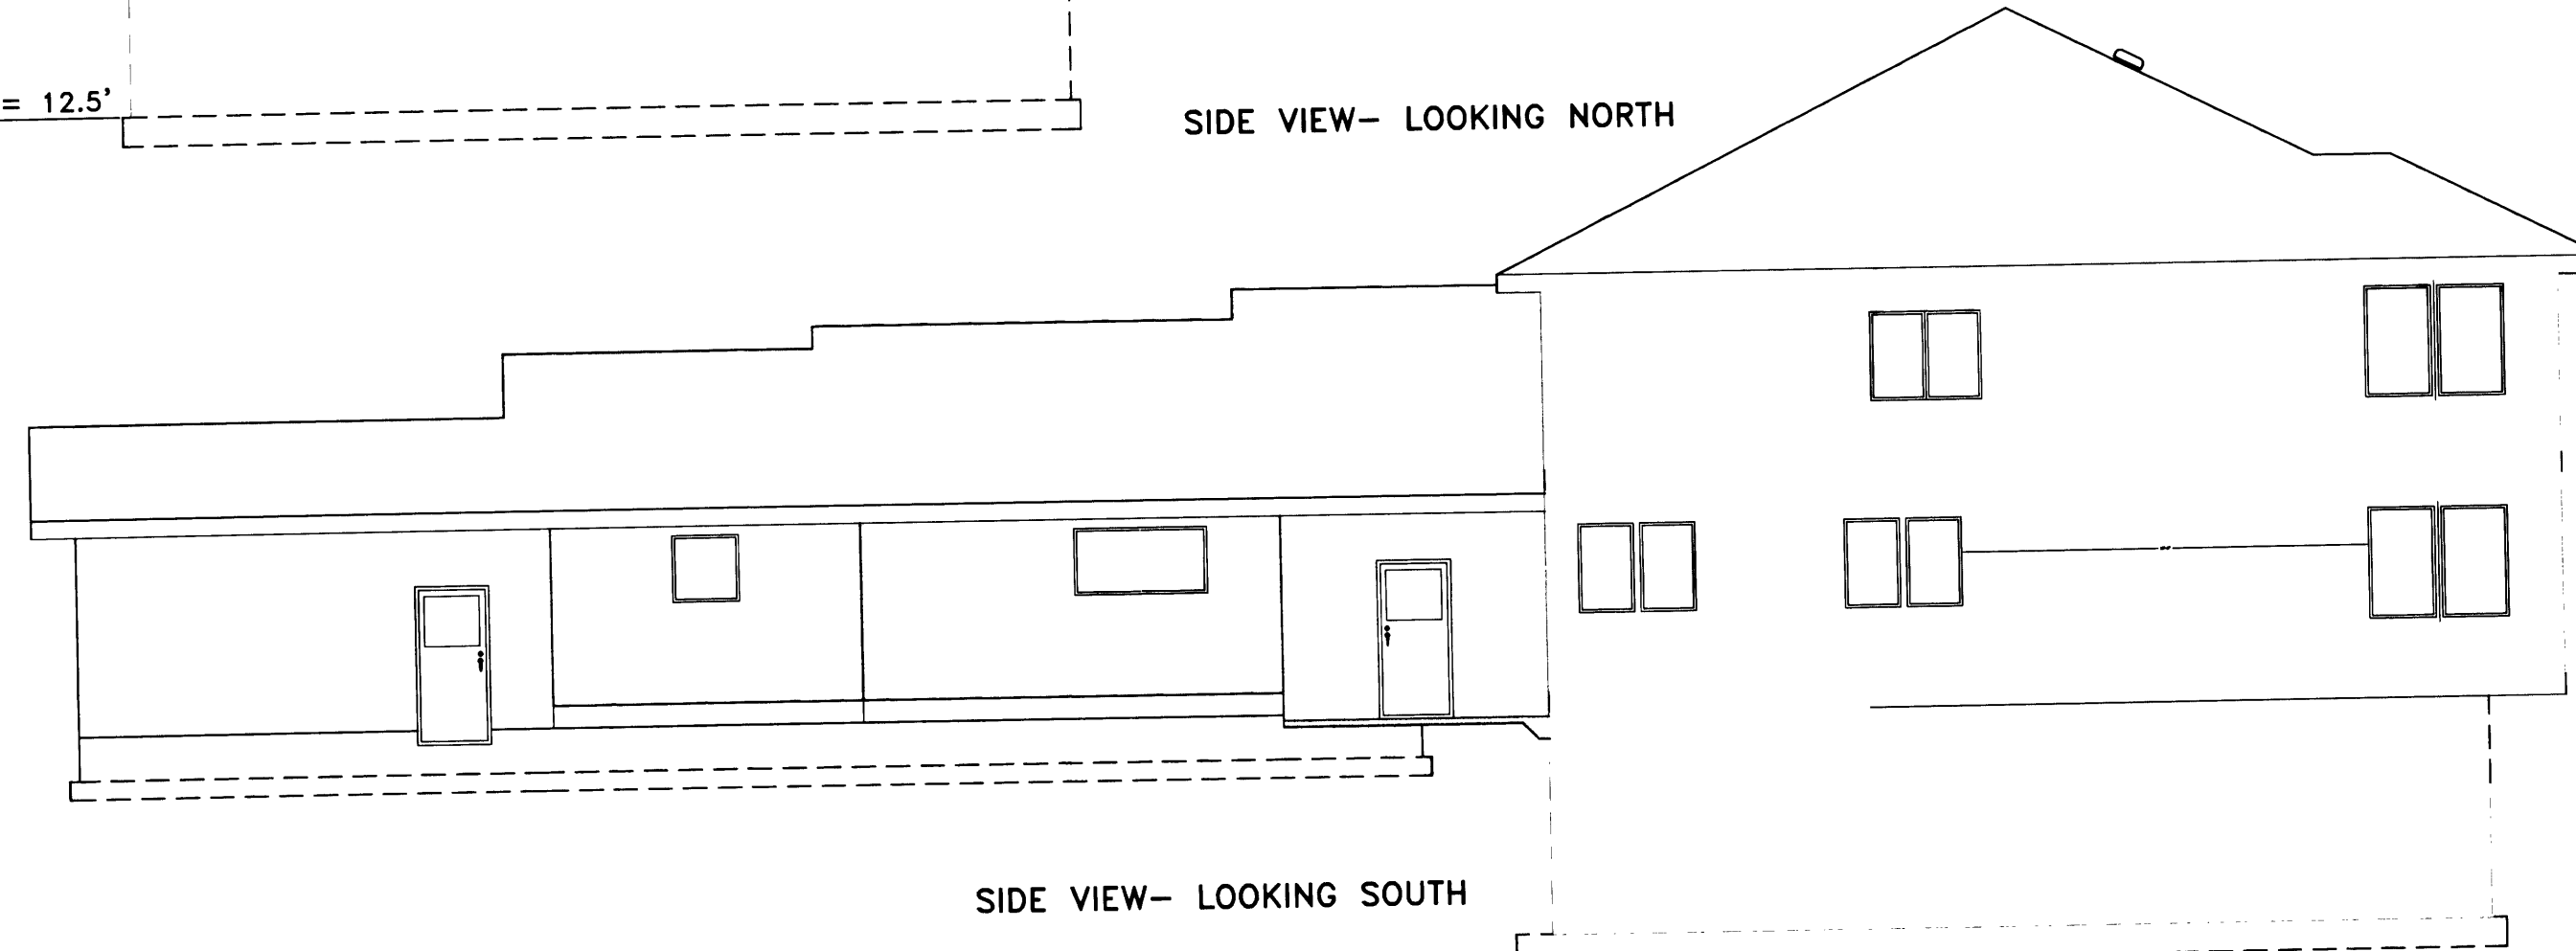 = 12.5'
SIDE VIEW- LOOKING NORTH
SIDE VIEW- LOOKING SOUTH